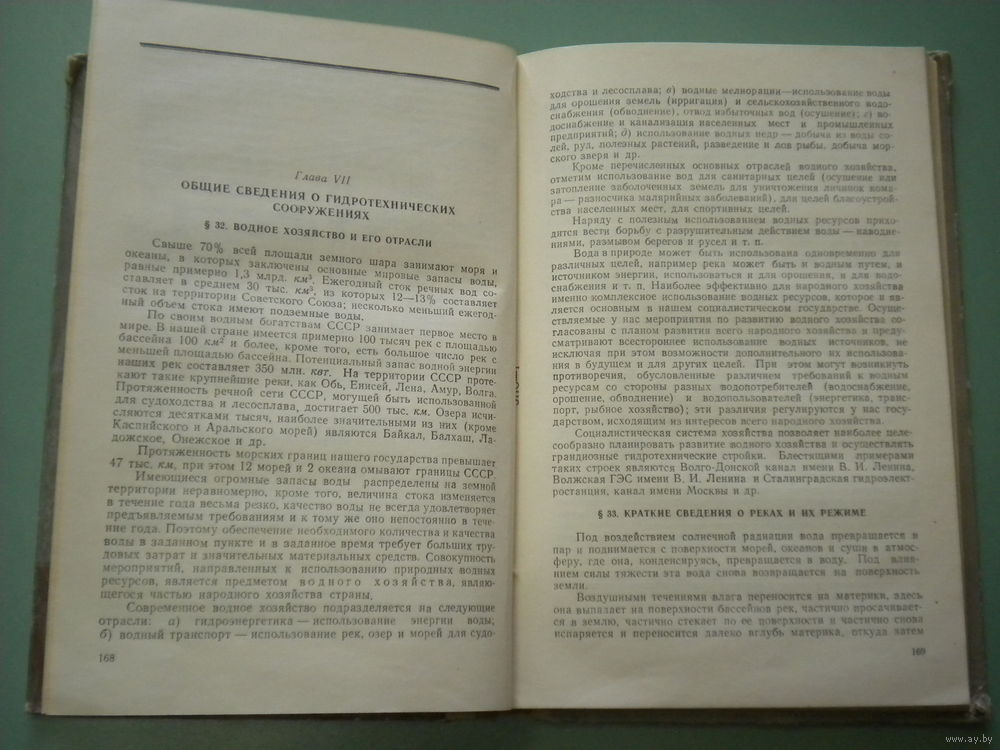 Глава VII
ОБЩИЕ СВЕДЕНИЯ О ГИДРОТЕХНИЧЕСКИХ
СООРУЖЕНИЯХ
§ 32. ВОДНОЕ ХОЗЯЙСТВО И ЕГО ОТРАСЛИ
Свыше 70% всей площади земного шара занимают моря и
океаны, в которых заключены основные мировые запасы воды,
равные примерно 1,3 млрд. км³. Ежегодный сток речных вод со-
ставляет в среднем 30 тыс. км³, из которых 12—13% составляет
сток на территории Советского Союза; несколько меньший ежегод-
ный объем стока имеют подземные воды.
По своим водным богатствам СССР занимает первое место в
мире. В нашей стране имеется примерно 100 тысяч рек с площадью
бассейна 100 км² и более, кроме того, есть большое число рек с
меньшей площадью бассейна. Потенциальный запас водной энергии
наших рек составляет 350 млн. квт. На территории СССР проте-
кают такие крупнейшие реки, как Обь, Енисей, Лена, Амур, Волга.
Протяженность речной сети СССР, могущей быть использованной
для судоходства и лесосплава, достигает 500 тыс. км. Озера исчи-
сляются десятками тысяч, наиболее значительными из них (кроме
Каспийского и Аральского морей) являются Байкал, Балхаш, Ла-
дожское, Онежское и др.
Протяженность морских границ нашего государства превышает
47 тыс. км, при этом 12 морей и 2 океана омывают границы СССР.
Имеющиеся огромные запасы воды распределены на земной
территории неравномерно, кроме того, величина стока изменяется
в течение года весьма резко, качество воды не всегда удовлетворяет
предъявляемым требованиям и к тому же оно непостоянно в тече-
ние года. Поэтому обеспечение необходимого количества и качества
воды в заданном пункте и в заданное время требует больших тру-
довых затрат и значительных материальных средств. Совокупность
мероприятий, направленных к использованию природных водных
ресурсов, является предметом водного хозяйства, являю-
щегося частью народного хозяйства страны.
Современное водное хозяйство подразделяется на следующие
отрасли: а) гидроэнергетика — использование энергии воды;
б) водный транспорт — использование рек, озер и морей для судо-
168
ходства и лесосплава; в) водные мелиорации—использование воды
для орошения земель (ирригация) и сельскохозяйственного водо-
снабжения (обводнение), отвод избыточных вод (осушение); г) во-
доснабжение и канализация населенных мест и промышленных
предприятий; д) использование водных недр — добыча из воды со-
лей, руд, полезных растений, разведение и лов рыбы, добыча мор-
ского зверя и др.
Кроме перечисленных основных отраслей водного хозяйства,
отметим использование вод для санитарных целей (осушение или
затопление заболоченных земель для уничтожения личинок кома-
ра — разносчика малярийных заболеваний), для целей благоустрой-
ства населенных мест, для спортивных целей.
Наряду с полезным использованием водных ресурсов прихо-
дится вести борьбу с разрушительным действием воды — наводне-
ниями, размывом берегов и русел и т. п.
Вода в природе может быть использована одновременно для
различных целей, например река может быть и водным путем, и
источником энергии, использоваться и для орошения, и для водо-
снабжения и т. п. Наиболее эффективно для народного хозяйства
именно комплексное использование водных ресурсов, которое и яв-
ляется основным в нашем социалистическом государстве. Осуще-
ствляемые у нас мероприятия по развитию водного хозяйства со-
гласованы с планом развития всего народного хозяйства и преду-
сматривают всестороннее использование водных источников, не
исключая при этом возможности дополнительного их использова-
ния в будущем и для других целей. При этом могут возникнуть
противоречия, обусловленные различием требований к водным
ресурсам со стороны разных водопотребителей (водоснабжение,
орошение, обводнение) и водопользователей (энергетика, транс-
порт, рыбное хозяйство); эти различия регулируются у нас госу-
дарством, исходящим из интересов всего народного хозяйства.
Социалистическая система хозяйства позволяет наиболее целе-
сообразно планировать развитие водного хозяйства и осуществлять
грандиозные гидротехнические стройки. Блестящими примерами
таких строек являются Волго-Донской канал имени В. И. Ленина,
Волжская ГЭС имени В. И. Ленина и Сталинградская гидроэлект-
ростанция, канал имени Москвы и др.
§ 33. КРАТКИЕ СВЕДЕНИЯ О РЕКАХ И ИХ РЕЖИМЕ
Под воздействием солнечной радиации вода превращается в
пар и поднимается с поверхности морей, океанов и суши в атмос-
феру, где она, конденсируясь, превращается в воду. Под влия-
нием силы тяжести эта вода снова возвращается на поверхность
земли.
Воздушными течениями влага переносится на материки, здесь
она выпадает на поверхности бассейнов рек, частично просачивает-
ся в землю, частично стекает по ее поверхности и частично снова
испаряется и переносится далеко вглубь материка, откуда затем
169
www.ay.by